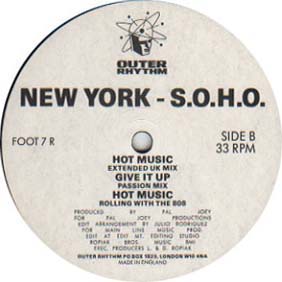 OUTER
RHYTHM
NEW YORK - S.O.H.O.
FOOT 7 R
SIDE B
33 RPM
HOT MUSIC
EXTENDED UK MIX
GIVE IT UP
PASSION MIX
HOT MUSIC
ROLLING WITH THE 808
PRODUCED BY PAL JOEY
FOR PAL JOEY PRODUCTIONS
EDIT ARRANGEMENT BY JULIO RODRIGUEZ
FOR MAIN LINE MUSIC PROD.
EDIT AT EDIT MT. EDITING STUDIO
ROPIAK BROS. MUSIC BMI
EXEC. PRODUCERS L. & D. ROPIAK
OUTER RHYTHM PO BOX 1823, LONDON W10 4NA
MADE IN ENGLAND